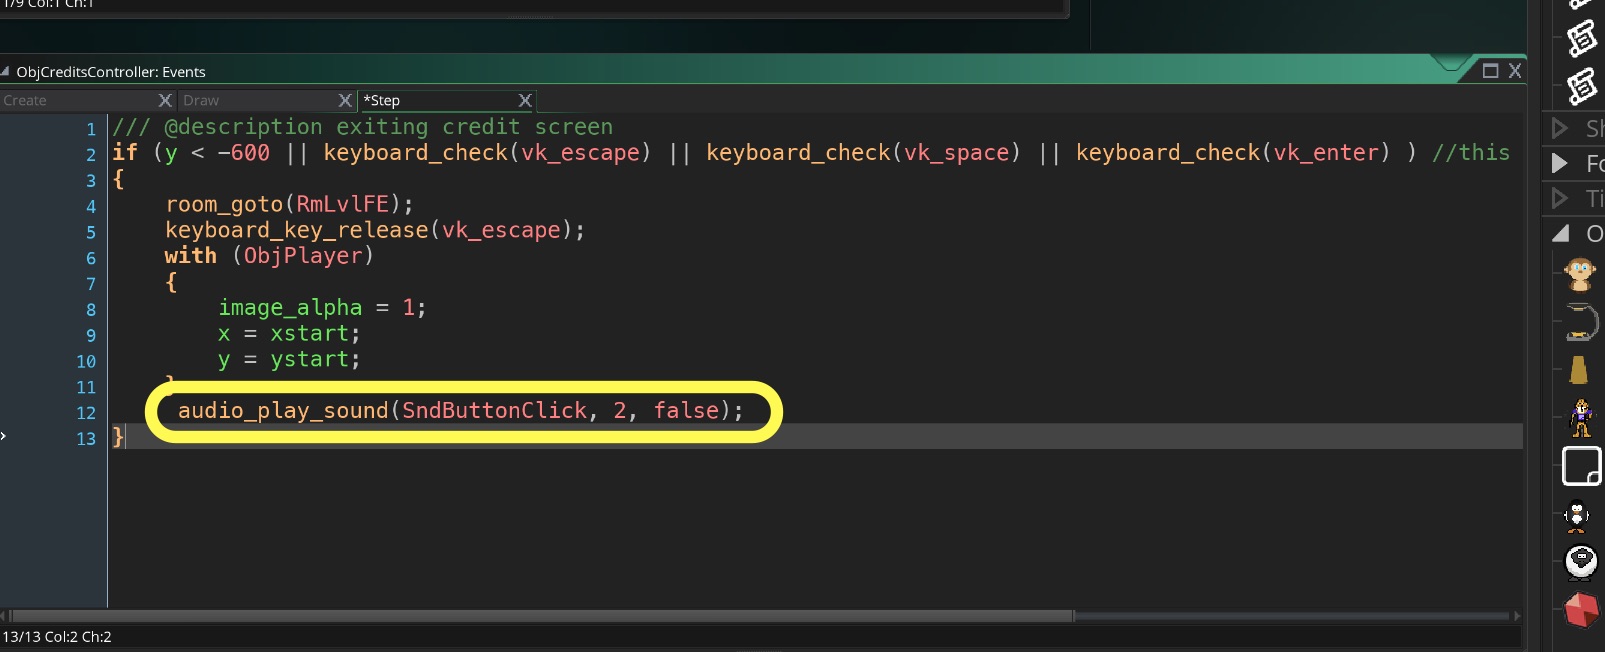 1/9 Col:1 Ch:1
ObjCreditsController: Events
Create X Draw X *Step X
1 /// @description exiting credit screen
2 if (y < -600 || keyboard_check(vk_escape) || keyboard_check(vk_space) || keyboard_check(vk_enter) ) //this
3 {
4 room_goto(RmLvlFE);
5 keyboard_key_release(vk_escape);
6 with (ObjPlayer)
7 {
8 image_alpha = 1;
9 x = xstart;
10 y = ystart;
11 }
12 audio_play_sound(SndButtonClick, 2, false);
13 }
13/13 Col:2 Ch:2
Sh
Fo
Ti
O